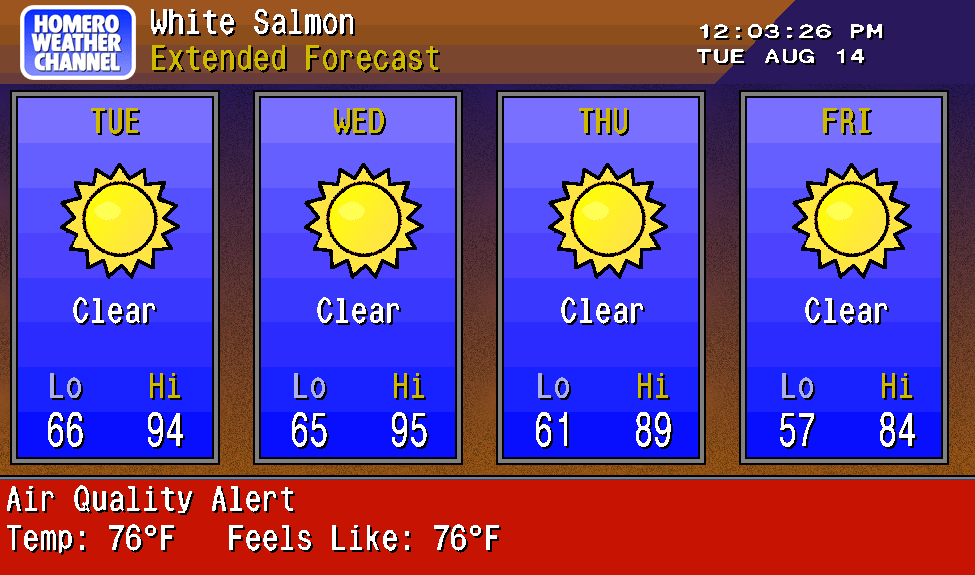 HOMERO
WEATHER
CHANNEL
White Salmon
Extended Forecast
12:03:26 PM
TUE AUG 14
TUE
Clear
Lo Hi
66 94
WED
Clear
Lo Hi
65 95
THU
Clear
Lo Hi
61 89
FRI
Clear
Lo Hi
57 84
Air Quality Alert
Temp: 76°F Feels Like: 76°F